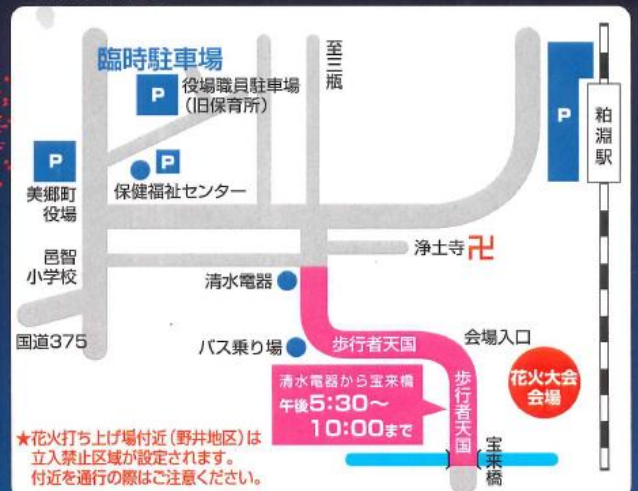 臨時駐車場
P
役場職員駐車場
(旧保育所)
至三瓶
P
粕淵駅
P
美郷町
役場
P
保健福祉センター
邑智
小学校
浄土寺
卍
清水電器
国道375
バス乗り場
歩行者天国
会場入口
花火大会
会場
清水電器から宝来橋
午後5:30〜
10:00まで
歩行者天国
宝来橋
★花火打ち上げ場付近(野井地区)は
立入禁止区域が設定されます。
付近を通行の際はご注意ください。